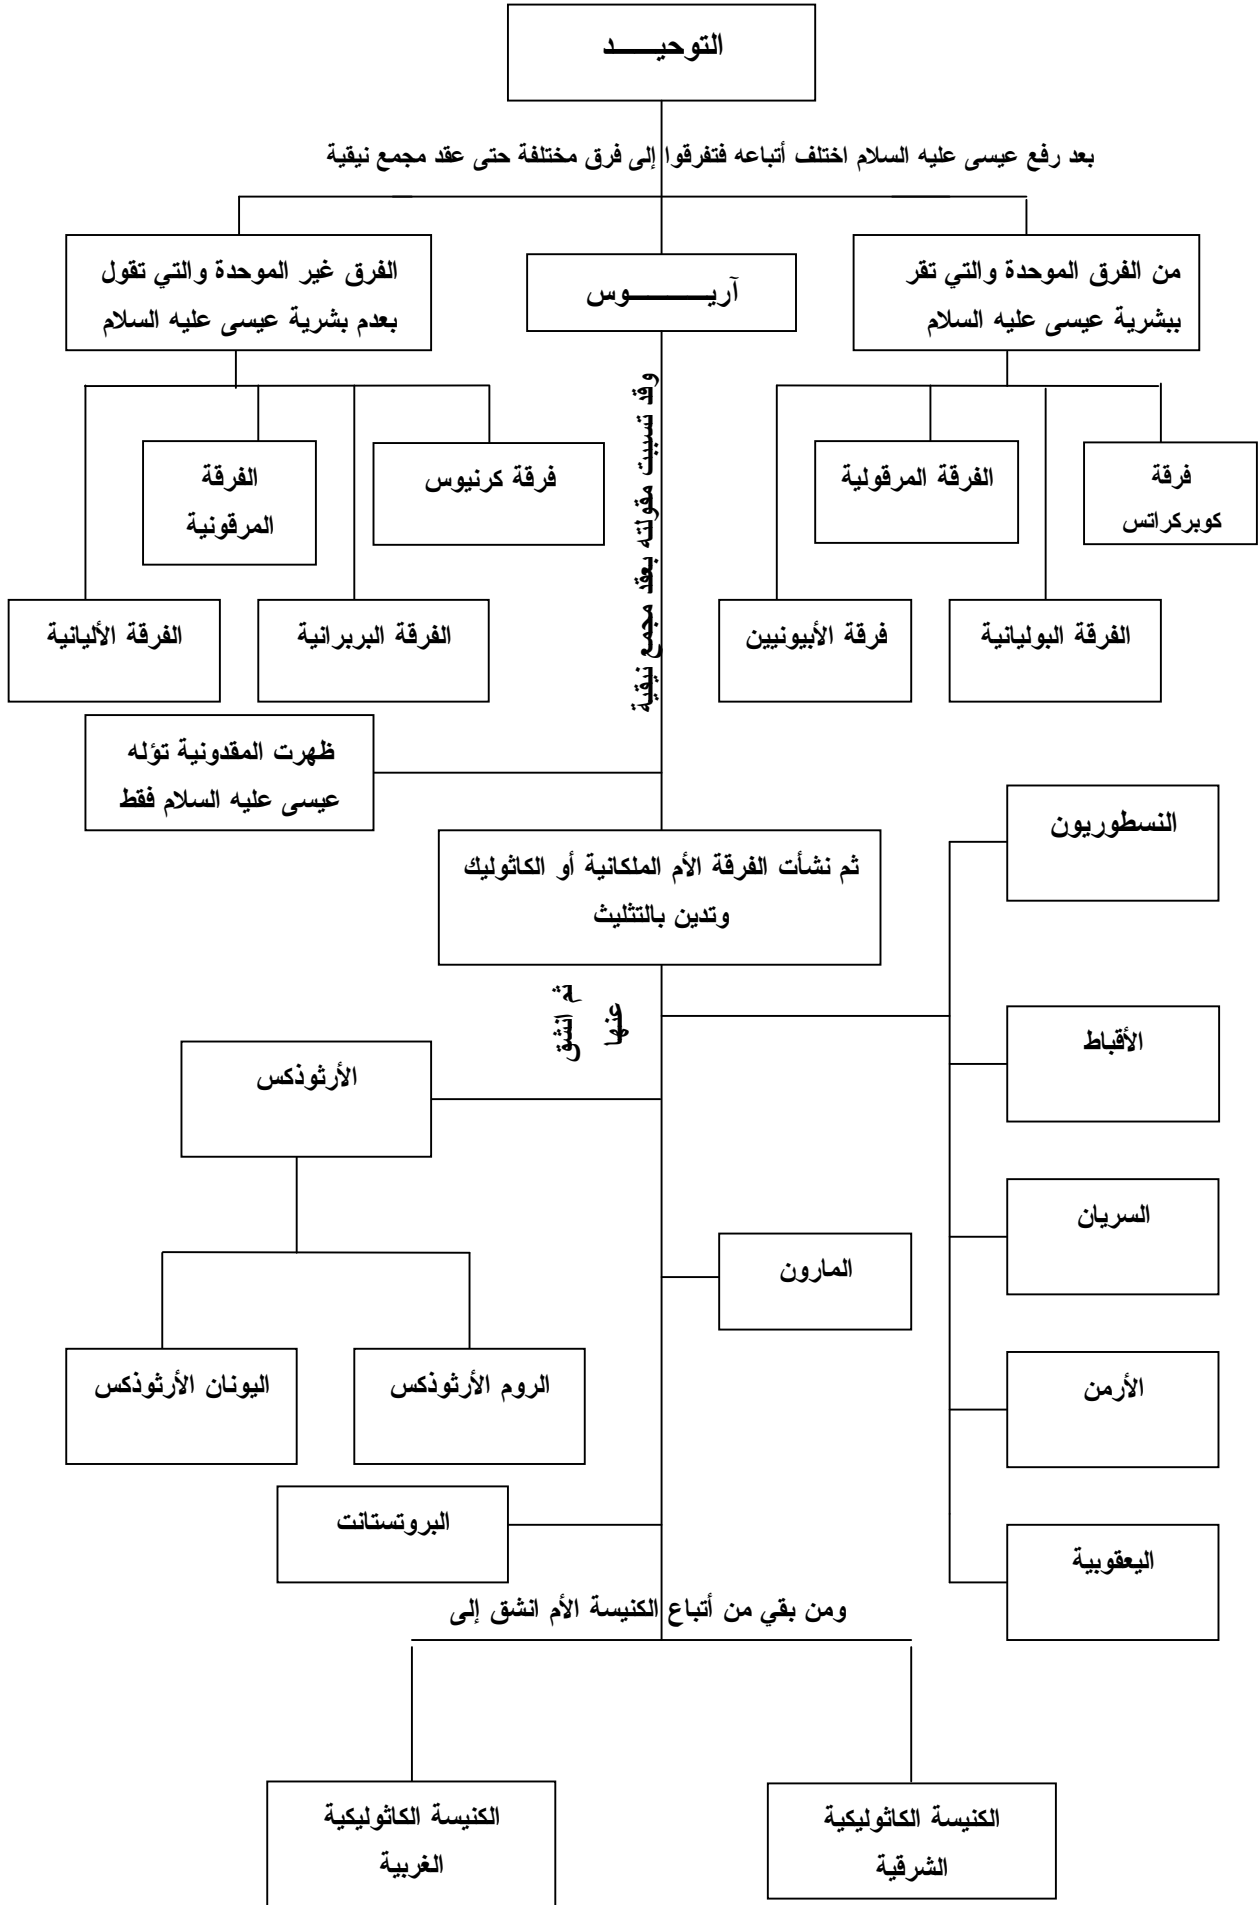 التوحيـــــد
بعد رفع عيسى عليه السلام اختلف أتباعه فتفرقوا إلى فرق مختلفة حتى عقد مجمع نيقية
من الفرق الموحدة والتي تقر
ببشرية عيسى عليه السلام
آريـــــــوس
الفرق غير الموحدة والتي تقول
بعدم بشرية عيسى عليه السلام
فرقة
كوبركراتس
الفرقة المرقولية
الفرقة البوليانية
فرقة الأبيونيين
وقد تسببت مقولته بعقد مجمع نيقية
فرقة كرنيوس
الفرقة
المرقونية
الفرقة البربرانية
الفرقة الأليانية
ظهرت المقدونية تؤله
عيسى عليه السلام فقط
ثم نشأت الفرقة الأم الملكانية أو الكاثوليك
وتدين بالتثليث
ثم انشق
عنها
النسطوريون
الأقباط
السريان
الأرمن
اليعقوبية
الأرثوذكس
الروم الأرثوذكس
اليونان الأرثوذكس
المارون
البروتستانت
ومن بقي من أتباع الكنيسة الأم انشق إلى
الكنيسة الكاثوليكية
الشرقية
الكنيسة الكاثوليكية
الغربية